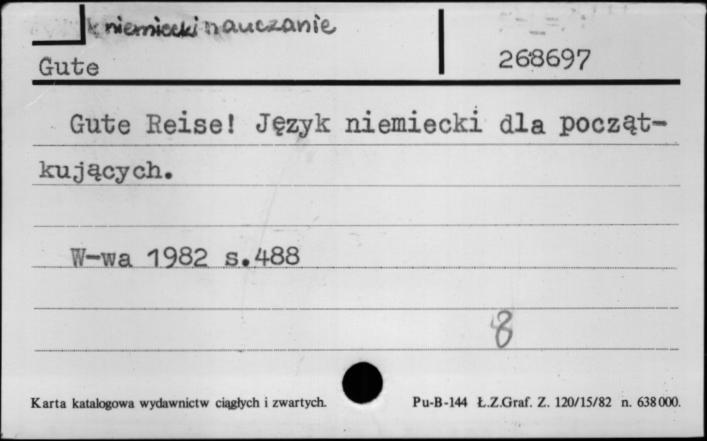 k niemiecki nauczanie
Gute 268697
Gute Reise! Język niemiecki dla począt-
kujących.
W-wa 1982 s.488
8
Karta katalogowa wydawnictw ciągłych i zwartych. Pu-B-144 Ł.Z.Graf. Z. 120/15/82 n. 638000.